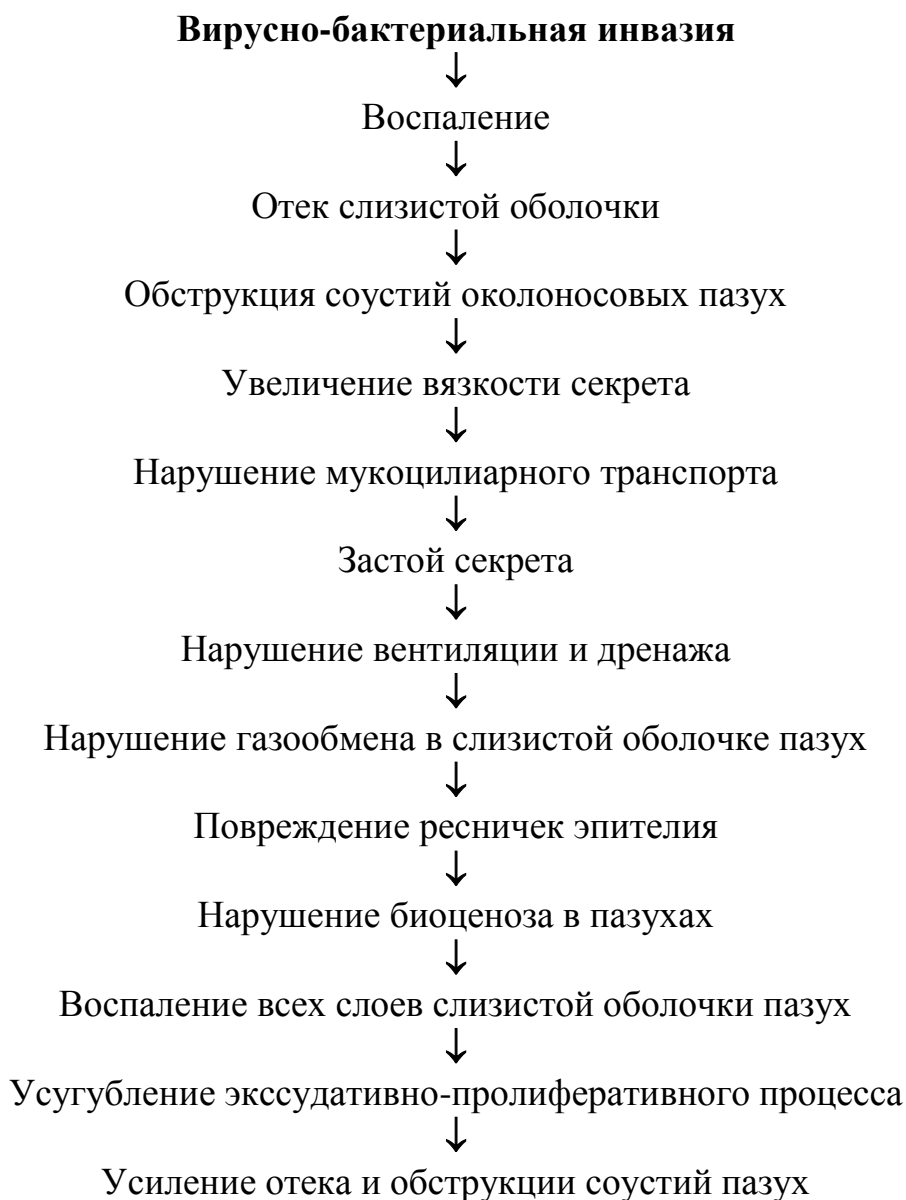 Вирусно-бактериальная инвазия
↓
Воспаление
↓
Отек слизистой оболочки
↓
Обструкция соустий околоносовых пазух
↓
Увеличение вязкости секрета
↓
Нарушение мукоцилиарного транспорта
↓
Застой секрета
↓
Нарушение вентиляции и дренажа
↓
Нарушение газообмена в слизистой оболочке пазух
↓
Повреждение ресничек эпителия
↓
Нарушение биоценоза в пазухах
↓
Воспаление всех слоев слизистой оболочки пазух
↓
Усугубление экссудативно-пролиферативного процесса
↓
Усиление отека и обструкции соустий пазух